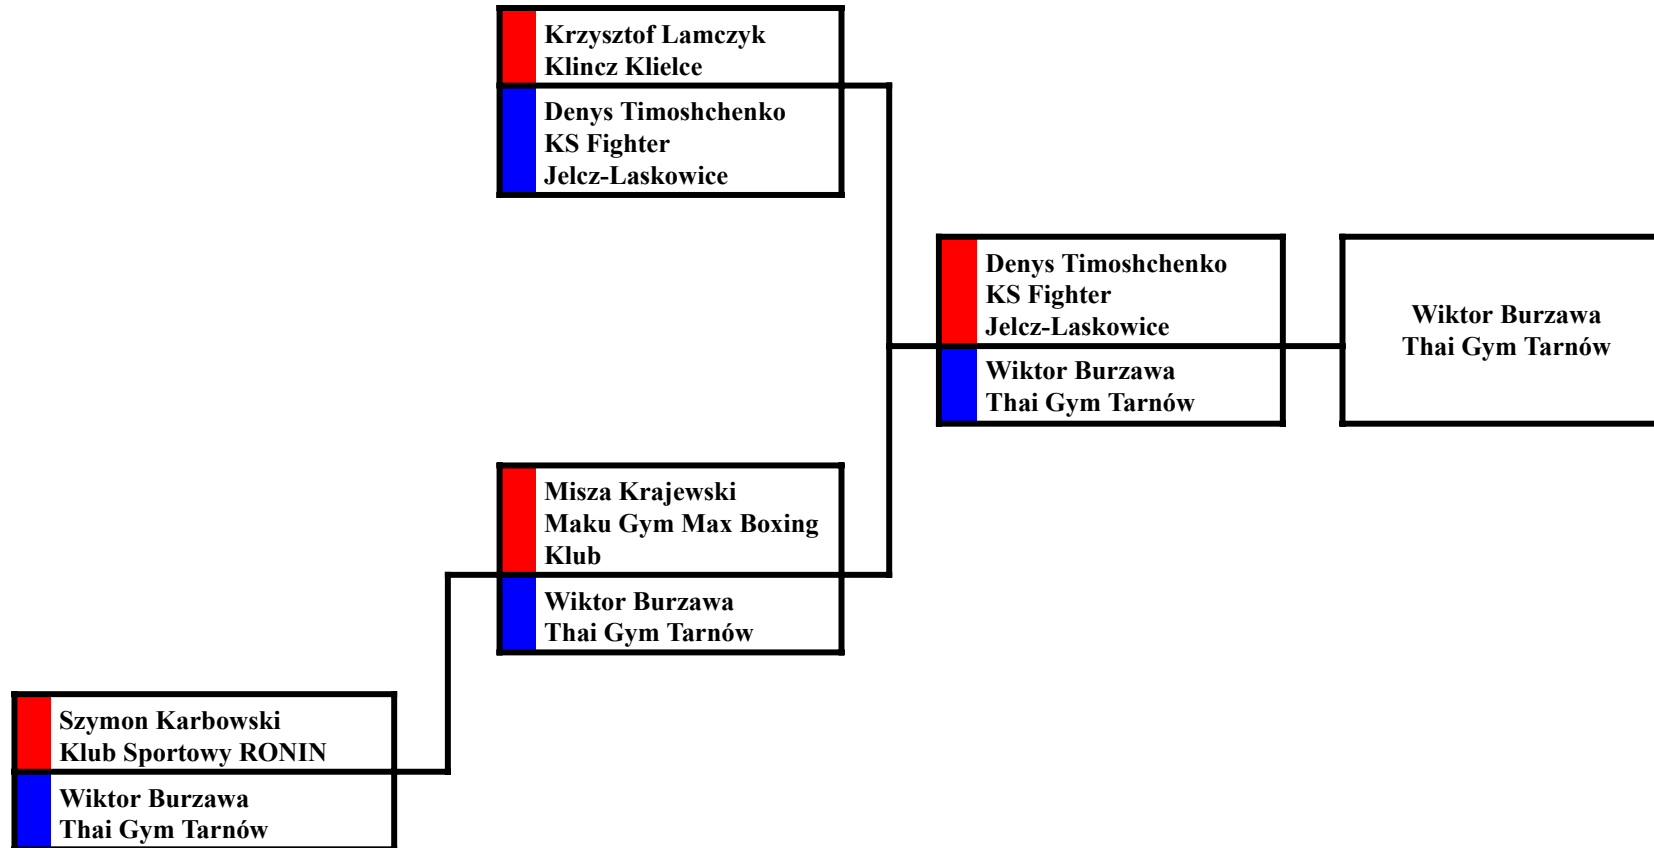 Krzysztof Lamczyk
Klincz Klielce
Denys Timoshchenko
KS Fighter
Jelcz-Laskowice
Denys Timoshchenko
KS Fighter
Jelcz-Laskowice
Wiktor Burzawa
Thai Gym Tarnów
Wiktor Burzawa
Thai Gym Tarnów
Misza Krajewski
Maku Gym Max Boxing
Klub
Wiktor Burzawa
Thai Gym Tarnów
Szymon Karbowski
Klub Sportowy RONIN
Wiktor Burzawa
Thai Gym Tarnów